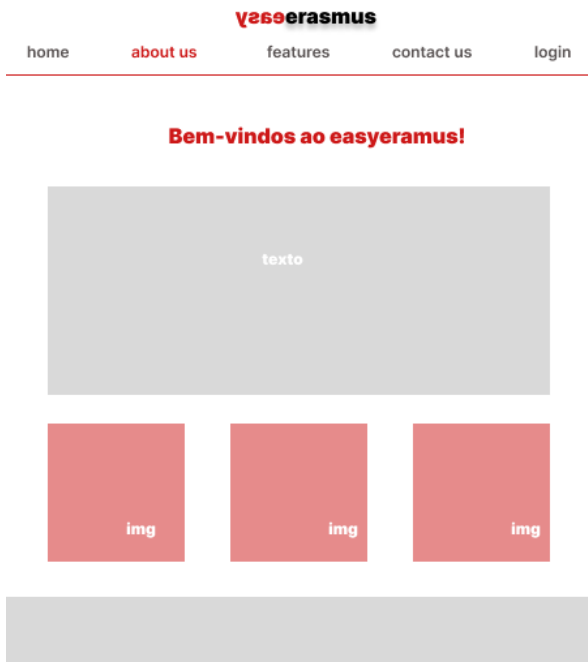 easyerasmus
home about us features contact us login
Bem-vindos ao easyeramus!
texto
img img img